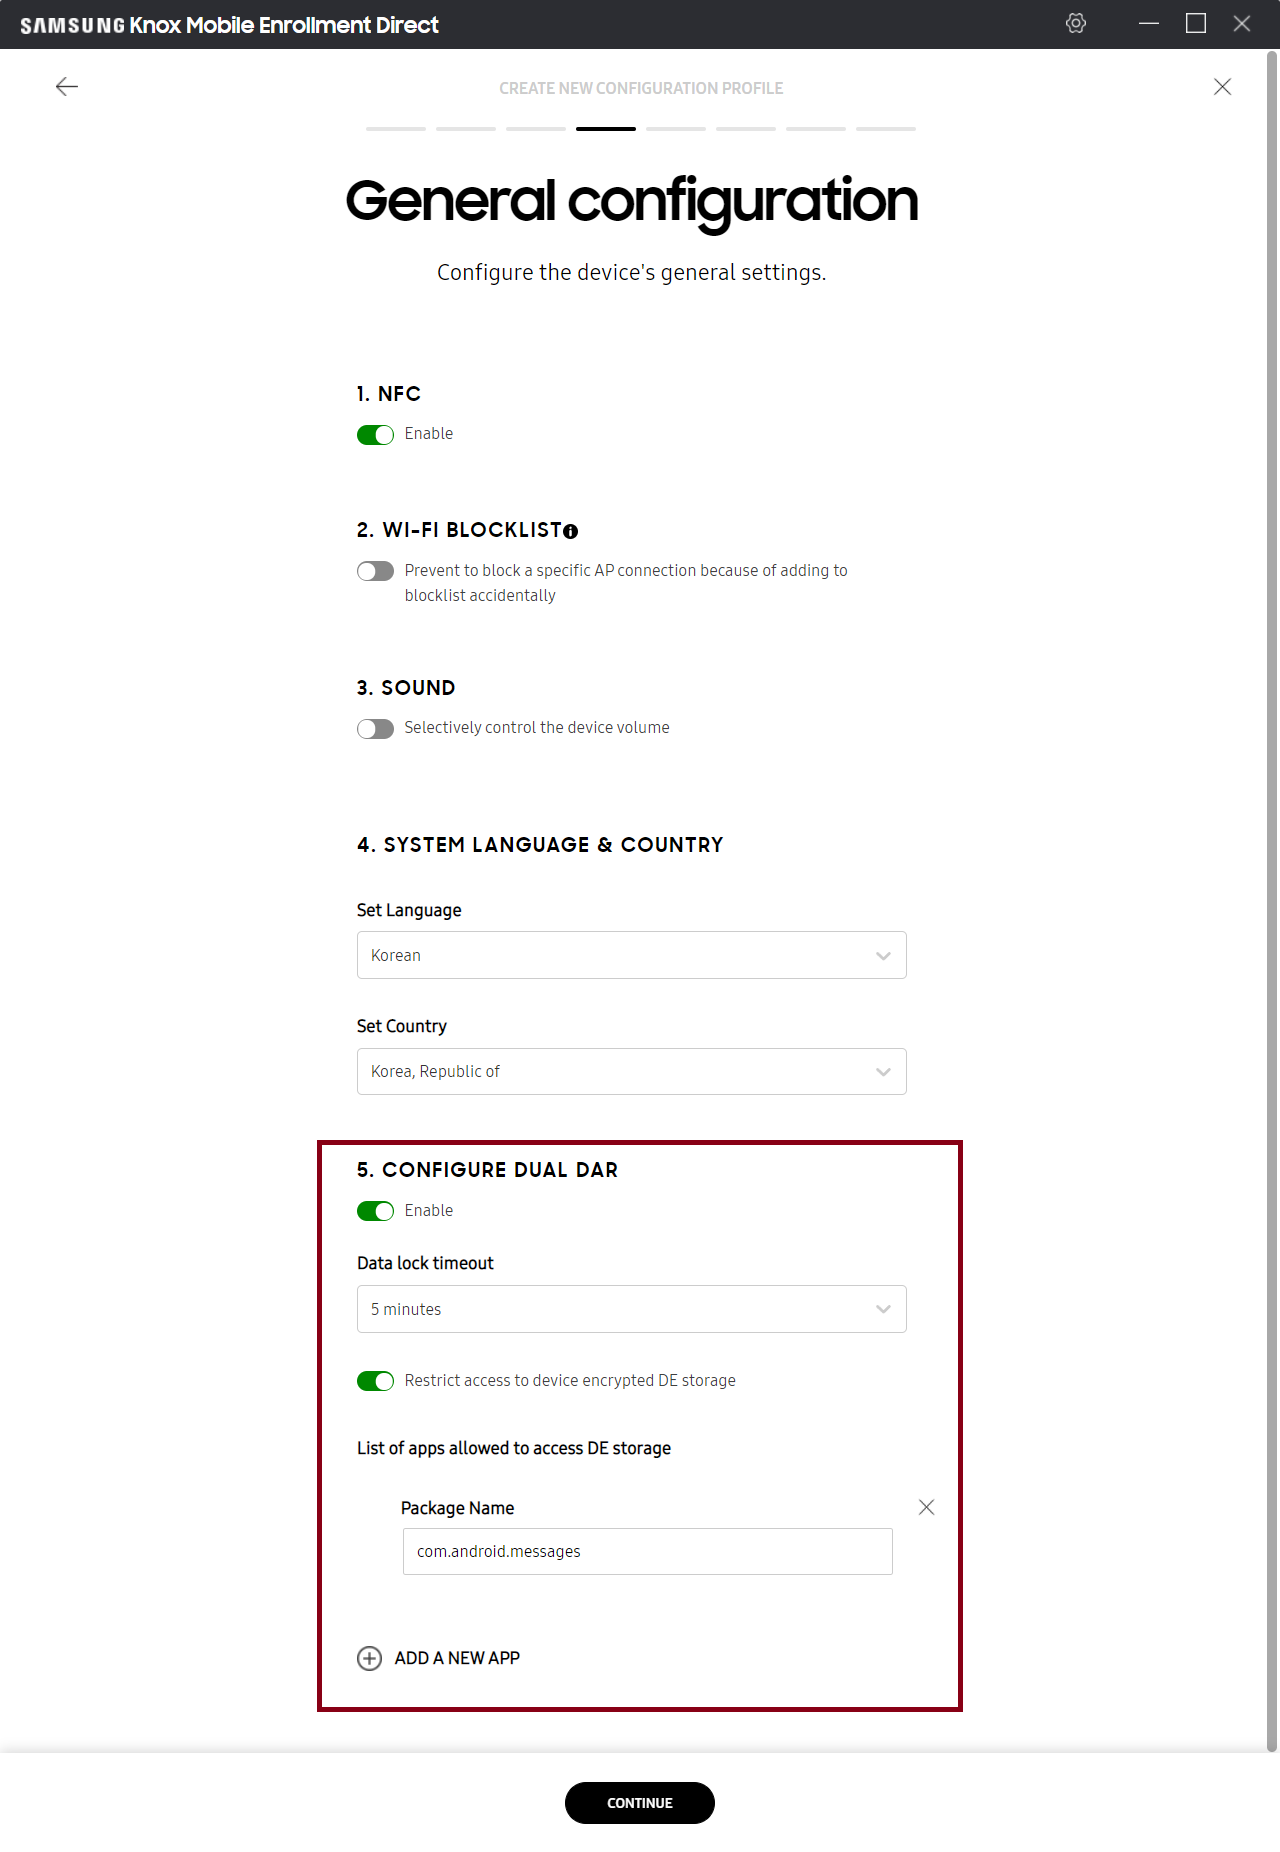 SAMSUNG Knox Mobile Enrollment Direct
CREATE NEW CONFIGURATION PROFILE
General configuration
Configure the device's general settings.
1. NFC
Enable
2. WI-FI BLOCKLIST
Prevent to block a specific AP connection because of adding to
blocklist accidentally
3. SOUND
Selectively control the device volume
4. SYSTEM LANGUAGE & COUNTRY
Set Language
Korean
Set Country
Korea, Republic of
5. CONFIGURE DUAL DAR
Enable
Data lock timeout
5 minutes
Restrict access to device encrypted DE storage
List of apps allowed to access DE storage
Package Name
com.android.messages
ADD A NEW APP
CONTINUE